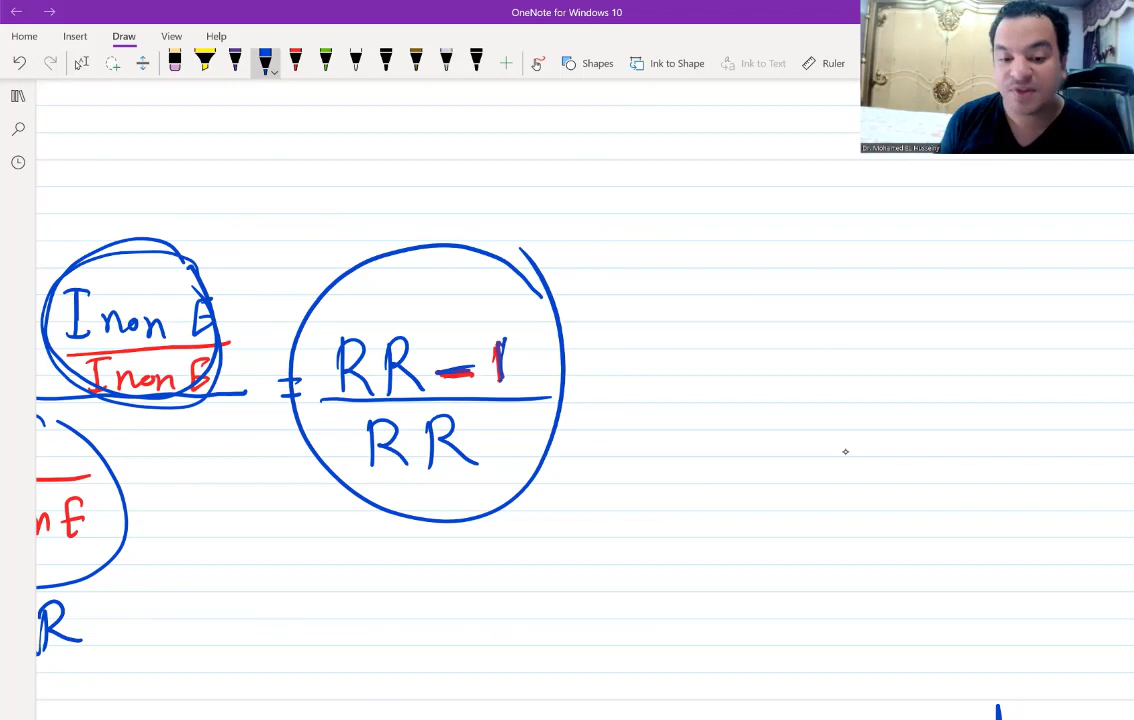 OneNote for Windows 10
Home Insert Draw View Help
Shapes Ink to Shape Ink to Text Ruler
Dr. Mohamed EL Husseiny
I non E
I non E
= RR - 1
RR
n E
R